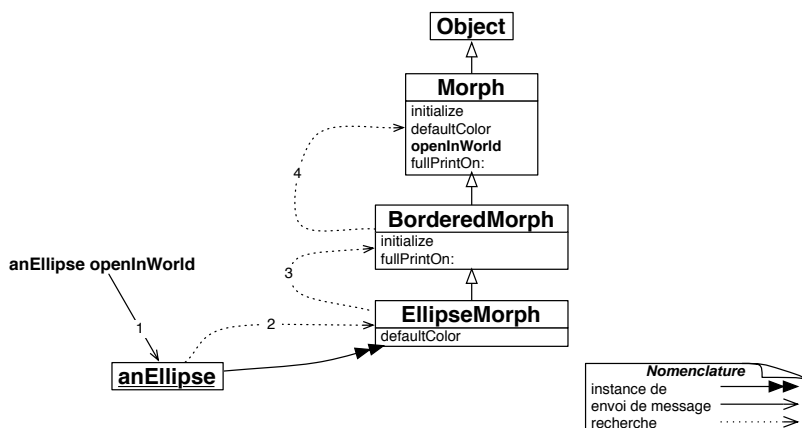 Object
Morph
initialize
defaultColor
openInWorld
fullPrintOn:
4
BorderedMorph
initialize
fullPrintOn:
anEllipse openInWorld
3
EllipseMorph
defaultColor
1
2
anEllipse
Nomenclature
instance de
envoi de message
recherche